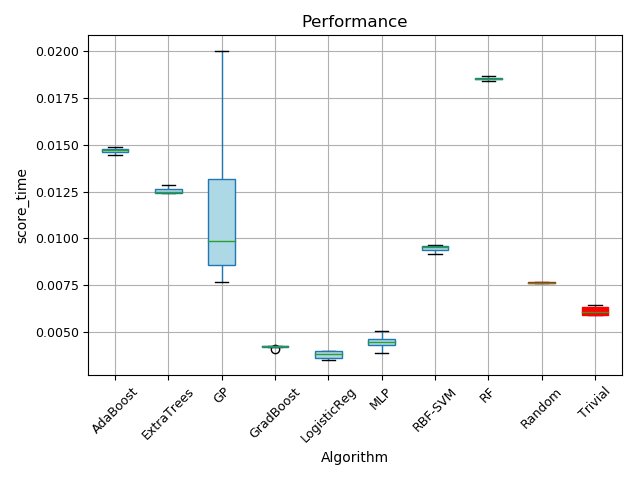 Performance
0.0200
0.0175
0.0150
0.0125
0.0100
0.0075
0.0050
score_time
AdaBoost
ExtraTrees
GP
GradBoost
LogisticReg
MLP
RBF-SVM
RF
Random
Trivial
Algorithm